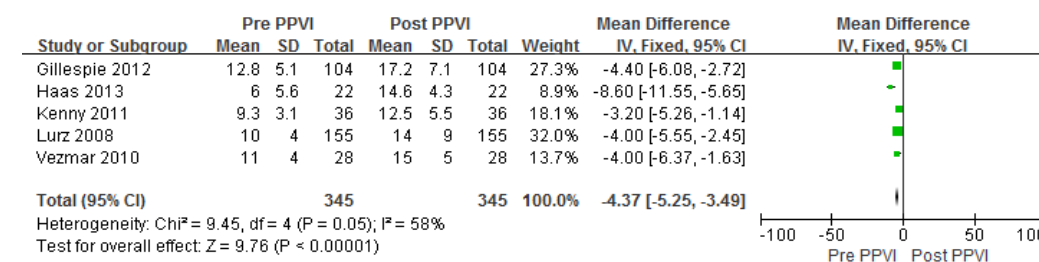 Pre PPVI Post PPVI Mean Difference Mean Difference
Study or Subgroup Mean SD Total Mean SD Total Weight IV, Fixed, 95% CI IV, Fixed, 95% CI
Gillespie 2012 12.8 5.1 104 17.2 7.1 104 27.3% -4.40 [-6.08, -2.72]
Haas 2013 6 5.6 22 14.6 4.3 22 8.9% -8.60 [-11.55, -5.65]
Kenny 2011 9.3 3.1 36 12.5 5.5 36 18.1% -3.20 [-5.26, -1.14]
Lurz 2008 10 4 155 14 9 155 32.0% -4.00 [-5.55, -2.45]
Vezmar 2010 11 4 28 15 5 28 13.7% -4.00 [-6.37, -1.63]
Total (95% CI) 345 345 100.0% -4.37 [-5.25, -3.49]
Heterogeneity: Chi² = 9.45, df = 4 (P = 0.05); I² = 58%
Test for overall effect: Z = 9.76 (P < 0.00001)
-100 -50 0 50 100
Pre PPVI Post PPVI